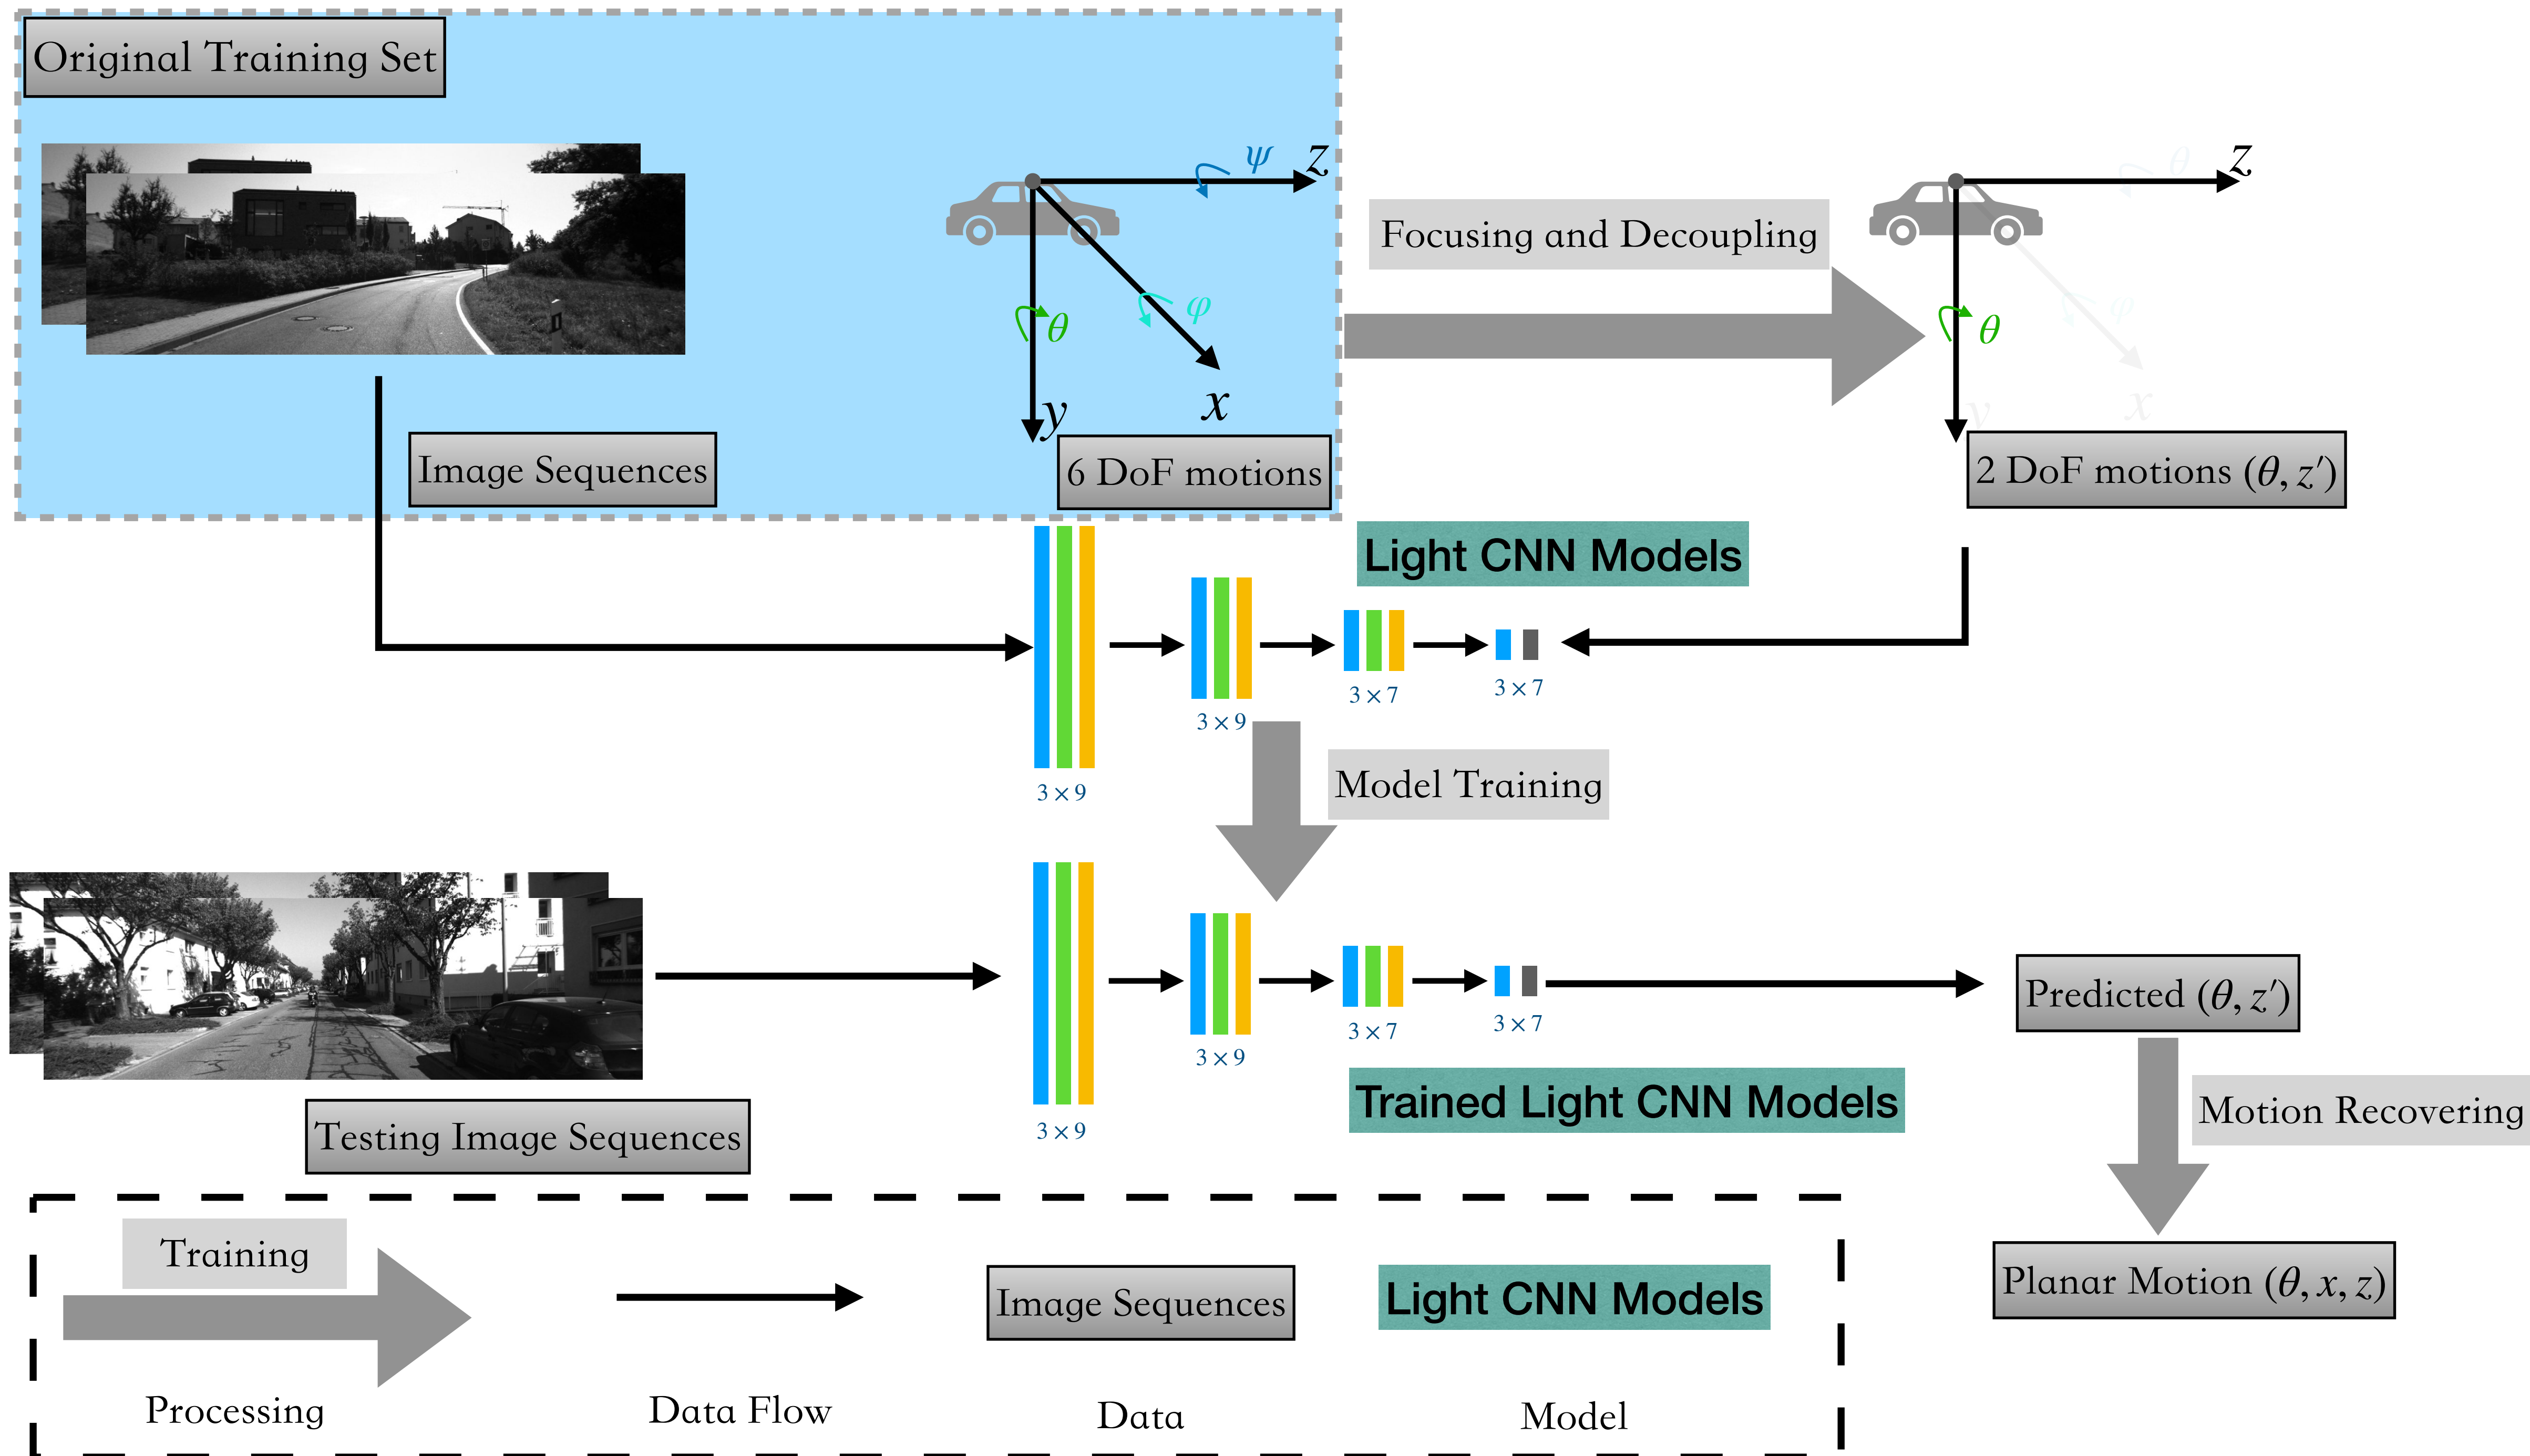 Original Training Set
ψ
z
θ
φ
y
x
Image Sequences
6 DoF motions
Focusing and Decoupling
θ
z
θ
φ
y
x
2 DoF motions (θ, z′)
Light CNN Models
3 × 9
3 × 9
3 × 7
3 × 7
Model Training
Testing Image Sequences
3 × 9
3 × 9
3 × 7
3 × 7
Trained Light CNN Models
Predicted (θ, z′)
Motion Recovering
Planar Motion (θ, x, z)
Training
Image Sequences
Light CNN Models
Processing
Data Flow
Data
Model